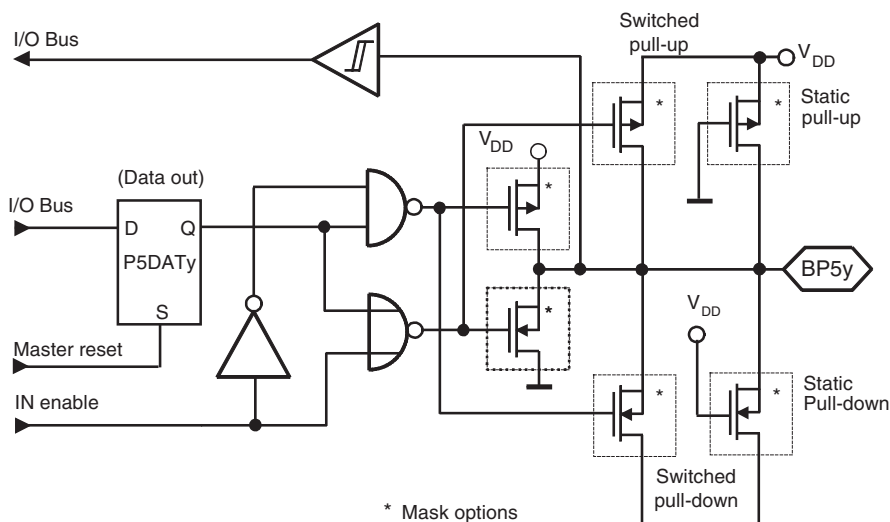 Switched
pull-up
I/O Bus
V_DD
Static
pull-up
V_DD
(Data out)
I/O Bus
D
Q
P5DATy
S
BP5y
V_DD
Master reset
IN enable
Static
Pull-down
Switched
pull-down
* Mask options
*
*
*
*
*
*